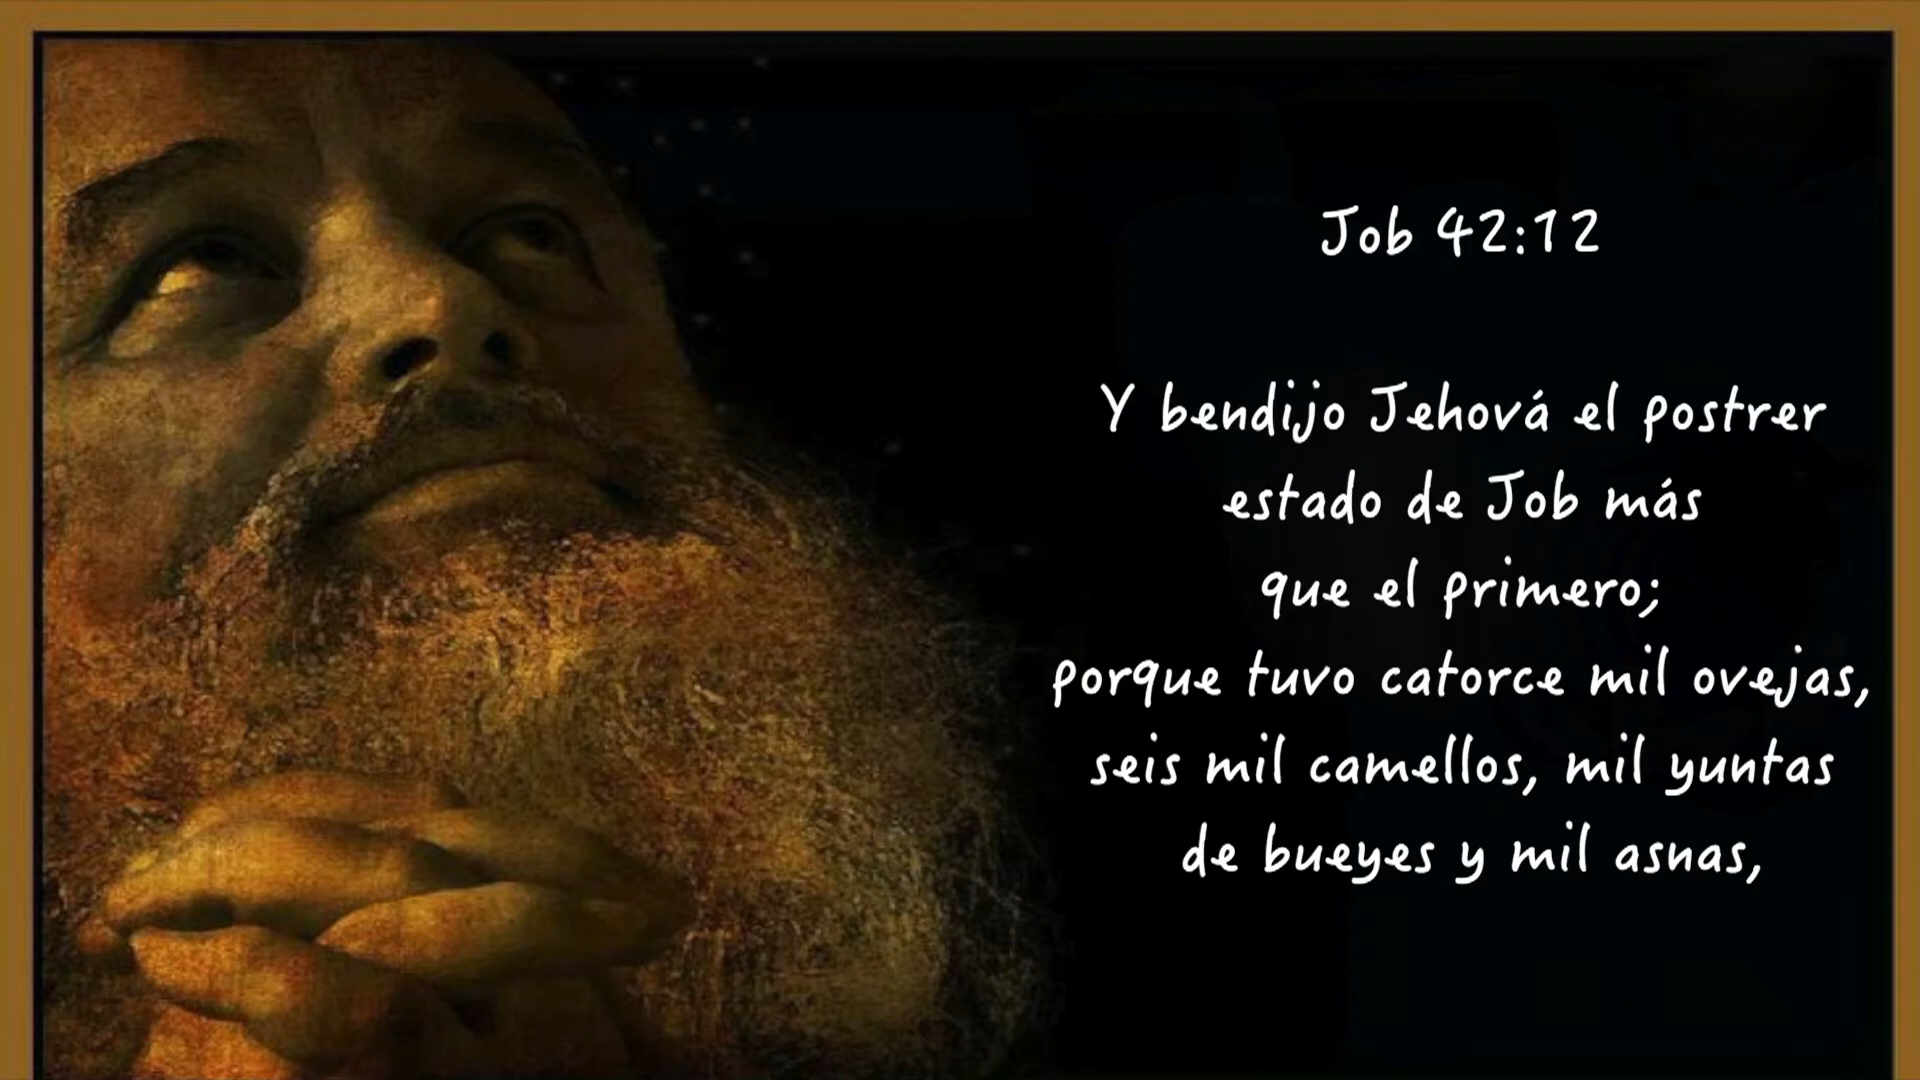 Job 42:12
Y bendijo Jehová el postrer
estado de Job más
que el primero;
porque tuvo catorce mil ovejas,
seis mil camellos, mil yuntas
de bueyes y mil asnas,